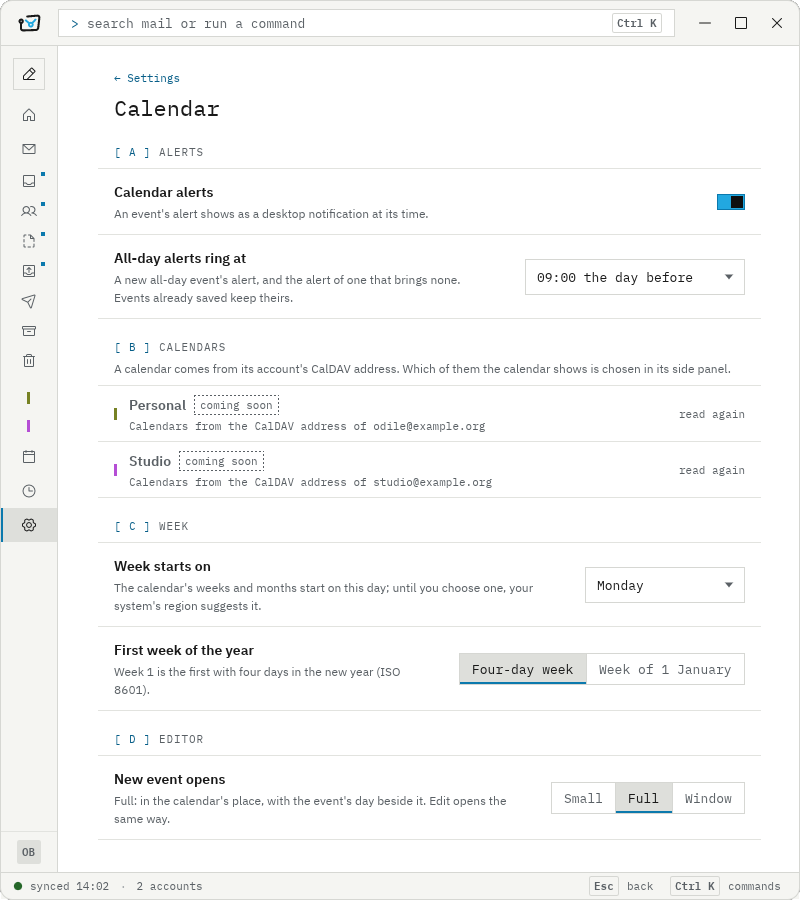 > search mail or run a command
Ctrl K
← Settings
Calendar
[ A ] ALERTS
Calendar alerts
An event's alert shows as a desktop notification at its time.
All-day alerts ring at
A new all-day event's alert, and the alert of one that brings none.
Events already saved keep theirs.
09:00 the day before
[ B ] CALENDARS
A calendar comes from its account's CalDAV address. Which of them the calendar shows is chosen in its side panel.
Personal coming soon
Calendars from the CalDAV address of odile@example.org
read again
Studio coming soon
Calendars from the CalDAV address of studio@example.org
read again
[ C ] WEEK
Week starts on
The calendar's weeks and months start on this day; until you choose one, your
system's region suggests it.
Monday
First week of the year
Week 1 is the first with four days in the new year (ISO
8601).
Four-day week Week of 1 January
[ D ] EDITOR
New event opens
Full: in the calendar's place, with the event's day beside it. Edit opens the
same way.
Small Full Window
OB
synced 14:02 · 2 accounts
Esc back Ctrl K commands